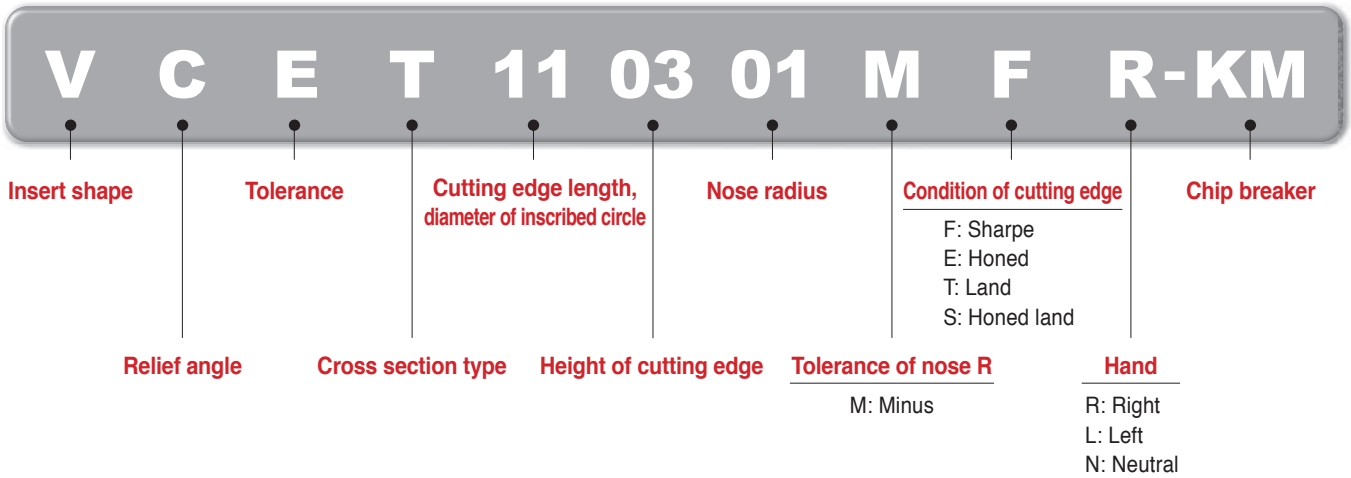 V C E T 11 03 01 M F R-KM
Insert shape
Tolerance
Cutting edge length,
diameter of inscribed circle
Nose radius
Condition of cutting edge
F: Sharpe
E: Honed
T: Land
S: Honed land
Chip breaker
Relief angle
Cross section type
Height of cutting edge
Tolerance of nose R
M: Minus
Hand
R: Right
L: Left
N: Neutral